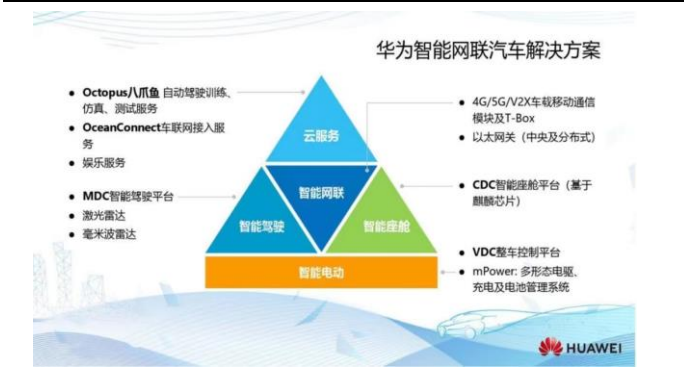 华为智能网联汽车解决方案
• Octopus八爪鱼 自动驾驶训练、
仿真、测试服务
• OceanConnect车联网接入服
务
• 娱乐服务
• MDC智能驾驶平台
• 激光雷达
• 毫米波雷达
云服务
智能网联
智能驾驶
智能座舱
智能电动
• 4G/5G/V2X车载移动通信
模块及T-Box
• 以太网关（中央及分布式）
• CDC智能座舱平台（基于
麒麟芯片）
• VDC整车控制平台
• mPower: 多形态电驱、
充电及电池管理系统
HUAWEI